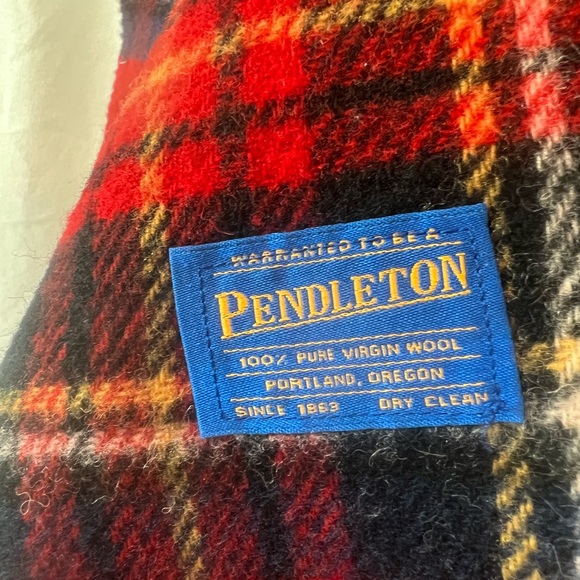 WARRANTED TO BE A
PENDLETON
100% PURE VIRGIN WOOL
PORTLAND, OREGON
SINCE 1863 DRY CLEAN